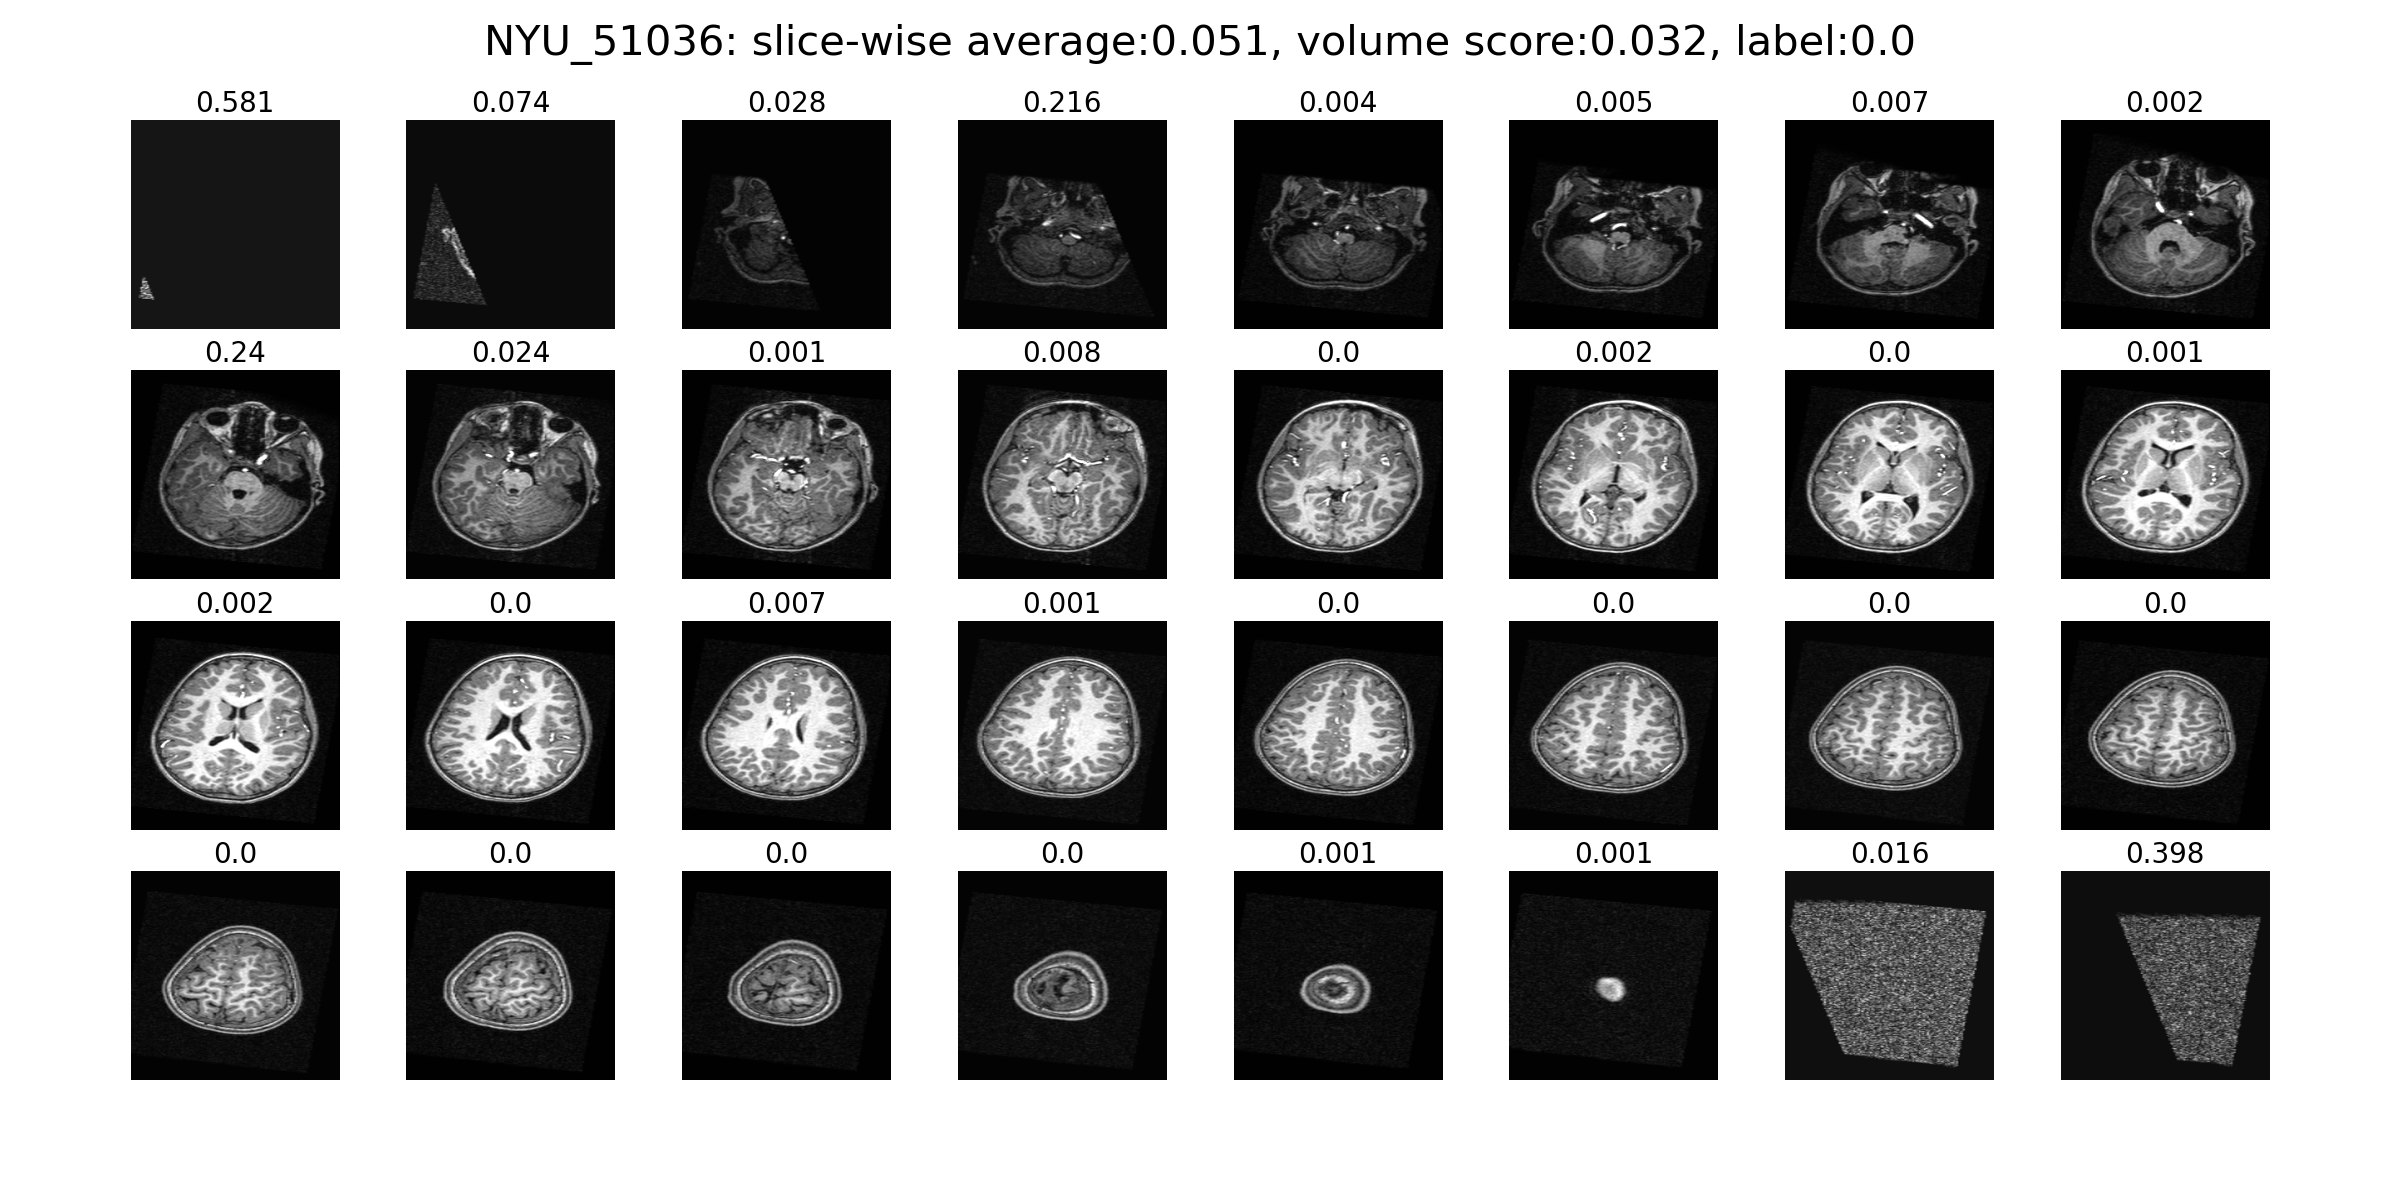 NYU_51036: slice-wise average:0.051, volume score:0.032, label:0.0
0.581 0.074 0.028 0.216 0.004 0.005 0.007 0.002
0.24 0.024 0.001 0.008 0.0 0.002 0.0 0.001
0.002 0.0 0.007 0.001 0.0 0.0 0.0 0.0
0.0 0.0 0.0 0.0 0.001 0.001 0.016 0.398